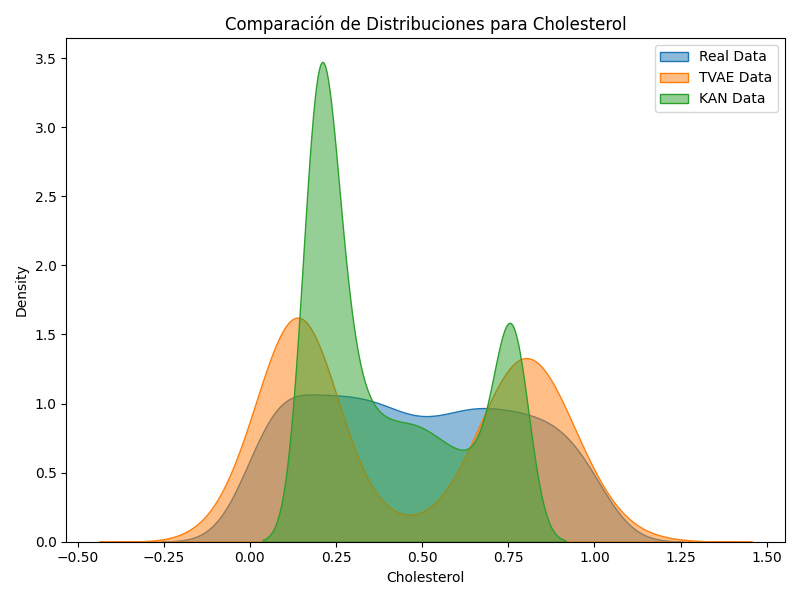 Comparación de Distribuciones para Cholesterol
Real Data
TVAE Data
KAN Data
Density
3.5
3.0
2.5
2.0
1.5
1.0
0.5
0.0
−0.50 −0.25 0.00 0.25 0.50 0.75 1.00 1.25 1.50
Cholesterol